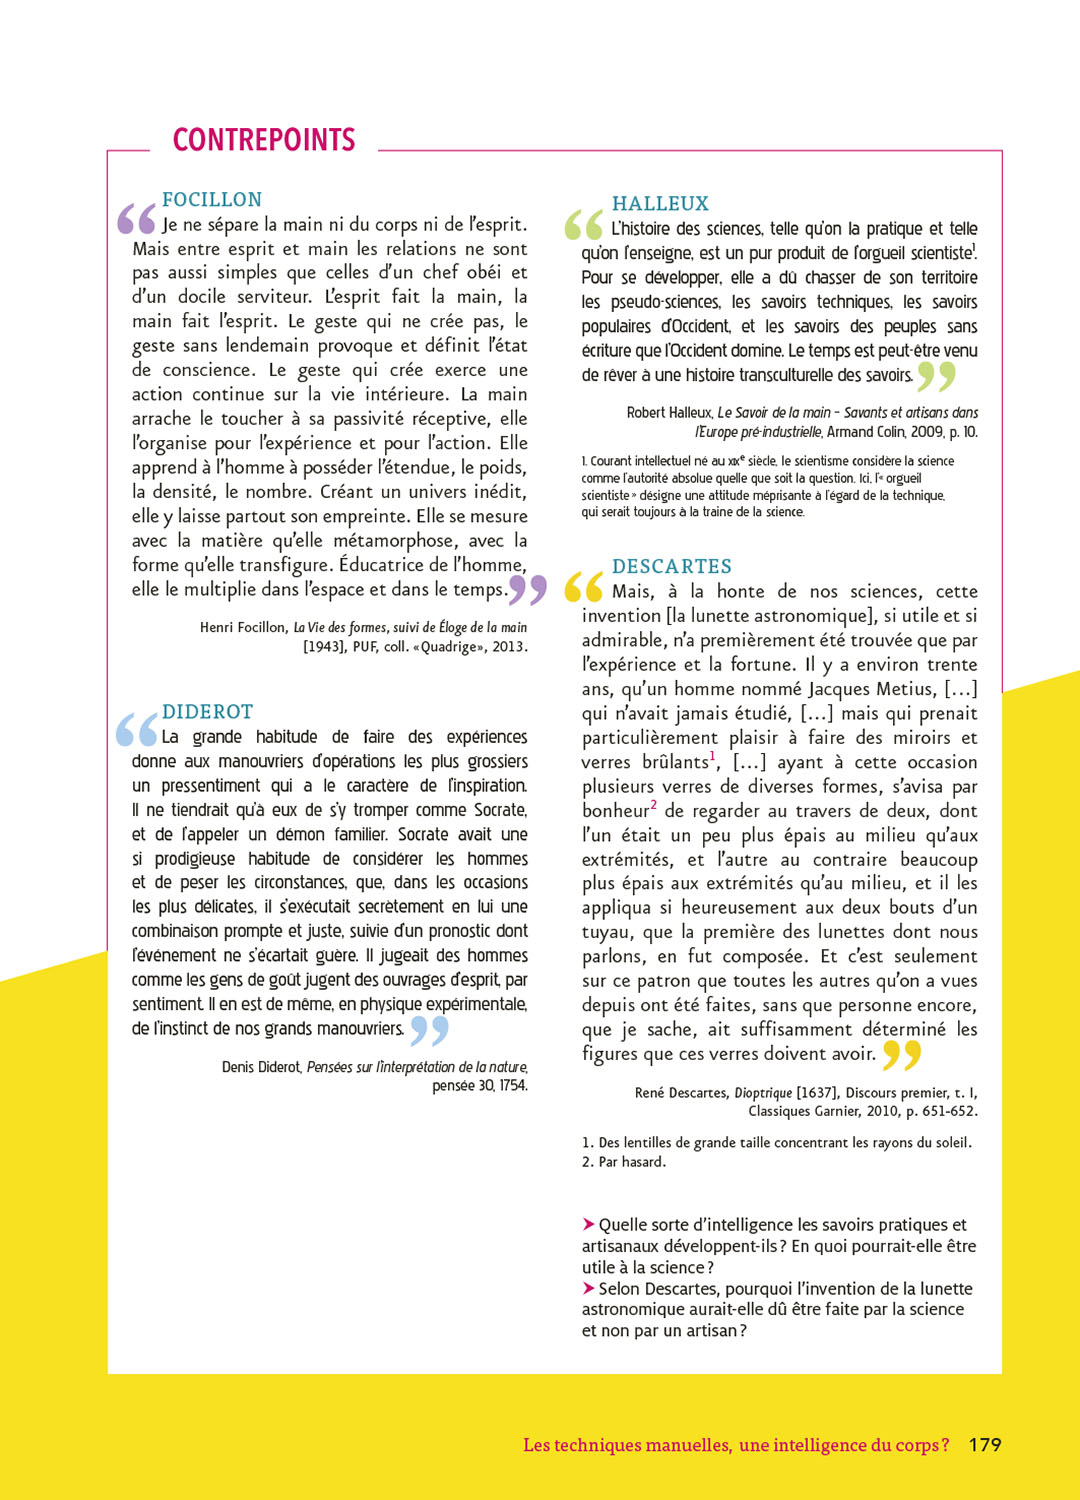 CONTREPOINTS
FOCILLON
“ Je ne sépare la main ni du corps ni de l’esprit.
Mais entre esprit et main les relations ne sont
pas aussi simples que celles d’un chef obéi et
d’un docile serviteur. L’esprit fait la main, la
main fait l’esprit. Le geste qui ne crée pas, le
geste sans lendemain provoque et définit l’état
de conscience. Le geste qui crée exerce une
action continue sur la vie intérieure. La main
arrache le toucher à sa passivité réceptive, elle
l’organise pour l’expérience et pour l’action. Elle
apprend à l’homme à posséder l’étendue, le poids,
la densité, le nombre. Créant un univers inédit,
elle y laisse partout son empreinte. Elle se mesure
avec la matière qu’elle métamorphose, avec la
forme qu’elle transfigure. Éducatrice de l’homme,
elle le multiplie dans l’espace et dans le temps. ”
Henri Focillon, La Vie des formes, suivi de Éloge de la main
[1943], PUF, coll. «Quadrige», 2013.
DIDEROT
“ La grande habitude de faire des expériences
donne aux manouvriers d’opérations les plus grossiers
un pressentiment qui a le caractère de l’inspiration.
Il ne tiendrait qu’à eux de s’y tromper comme Socrate,
et de l’appeler un démon familier. Socrate avait une
si prodigieuse habitude de considérer les hommes
et de peser les circonstances, que, dans les occasions
les plus délicates, il s’exécutait secrètement en lui une
combinaison prompte et juste, suivie d’un pronostic dont
l’événement ne s’écartait guère. Il jugeait des hommes
comme les gens de goût jugent des ouvrages d’esprit, par
sentiment. Il en est de même, en physique expérimentale,
de l’instinct de nos grands manouvriers. ”
Denis Diderot, Pensées sur l’interprétation de la nature,
pensée 30, 1754.
HALLEUX
“ L’histoire des sciences, telle qu’on la pratique et telle
qu’on l’enseigne, est un pur produit de l’orgueil scientiste¹.
Pour se développer, elle a dû chasser de son territoire
les pseudo-sciences, les savoirs techniques, les savoirs
populaires d’Occident, et les savoirs des peuples sans
écriture que l’Occident domine. Le temps est peut-être venu
de rêver à une histoire transculturelle des savoirs. ”
Robert Halleux, Le Savoir de la main – Savants et artisans dans
l’Europe pré-industrielle, Armand Colin, 2009, p. 10.
1. Courant intellectuel né au XIXe siècle, le scientisme considère la science
comme l’autorité absolue quelle que soit la question. Ici, l’« orgueil
scientiste » désigne une attitude méprisante à l’égard de la technique,
qui serait toujours à la traine de la science.
DESCARTES
“ Mais, à la honte de nos sciences, cette
invention [la lunette astronomique], si utile et si
admirable, n’a premièrement été trouvée que par
l’expérience et la fortune. Il y a environ trente
ans, qu’un homme nommé Jacques Metius, […]
qui n’avait jamais étudié, […] mais qui prenait
particulièrement plaisir à faire des miroirs et
verres brûlants¹, […] ayant à cette occasion
plusieurs verres de diverses formes, s’avisa par
bonheur² de regarder au travers de deux, dont
l’un était un peu plus épais au milieu qu’aux
extrémités, et l’autre au contraire beaucoup
plus épais aux extrémités qu’au milieu, et il les
appliqua si heureusement aux deux bouts d’un
tuyau, que la première des lunettes dont nous
parlons, en fut composée. Et c’est seulement
sur ce patron que toutes les autres qu’on a vues
depuis ont été faites, sans que personne encore,
que je sache, ait suffisamment déterminé les
figures que ces verres doivent avoir. ”
René Descartes, Dioptrique [1637], Discours premier, t. I,
Classiques Garnier, 2010, p. 651-652.
1. Des lentilles de grande taille concentrant les rayons du soleil.
2. Par hasard.
➤ Quelle sorte d’intelligence les savoirs pratiques et
artisanaux développent-ils ? En quoi pourrait-elle être
utile à la science ?
➤ Selon Descartes, pourquoi l’invention de la lunette
astronomique aurait-elle dû être faite par la science
et non par un artisan ?
Les techniques manuelles, une intelligence du corps ? 179